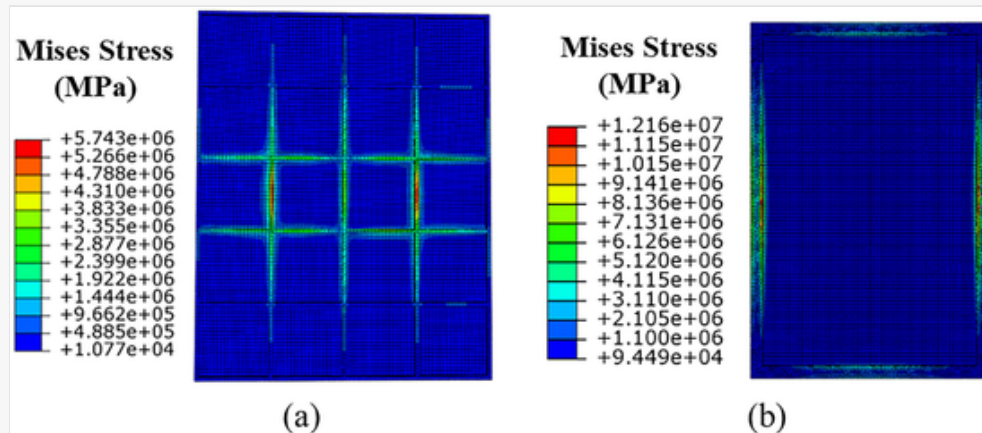 Mises Stress
(MPa)
+5.743e+06
+5.266e+06
+4.788e+06
+4.310e+06
+3.833e+06
+3.355e+06
+2.877e+06
+2.399e+06
+1.922e+06
+1.444e+06
+9.662e+05
+4.885e+05
+1.077e+04
(a)
Mises Stress
(MPa)
+1.216e+07
+1.115e+07
+1.015e+07
+9.141e+06
+8.136e+06
+7.131e+06
+6.126e+06
+5.120e+06
+4.115e+06
+3.110e+06
+2.105e+06
+1.100e+06
+9.449e+04
(b)